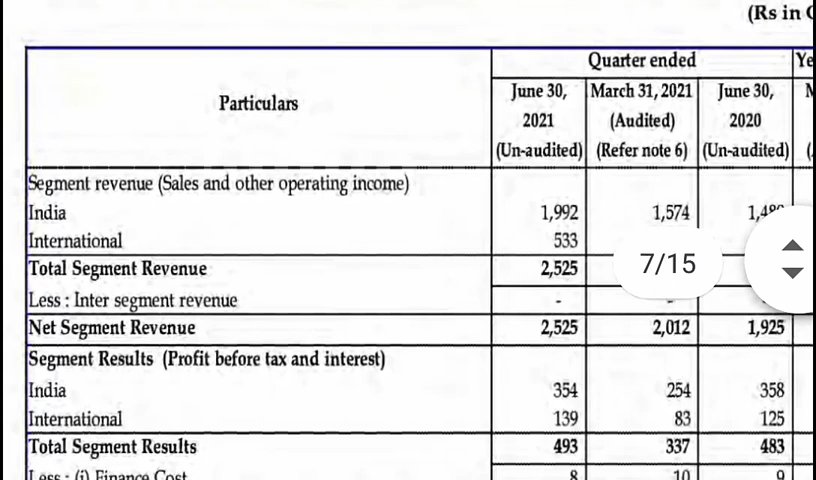 (Rs in
Quarter ended
Particulars June 30, 2021 (Un-audited) March 31, 2021 (Audited) (Refer note 6) June 30, 2020 (Un-audited)
Segment revenue (Sales and other operating income)
India 1,992 1,574
International 533
7/15
Total Segment Revenue 2,525
Less : Inter segment revenue - -
Net Segment Revenue 2,525 2,012 1,925
Segment Results (Profit before tax and interest)
India 354 254 358
International 139 83 125
Total Segment Results 493 337 483
Less : (i) Finance Cost 8 10 9